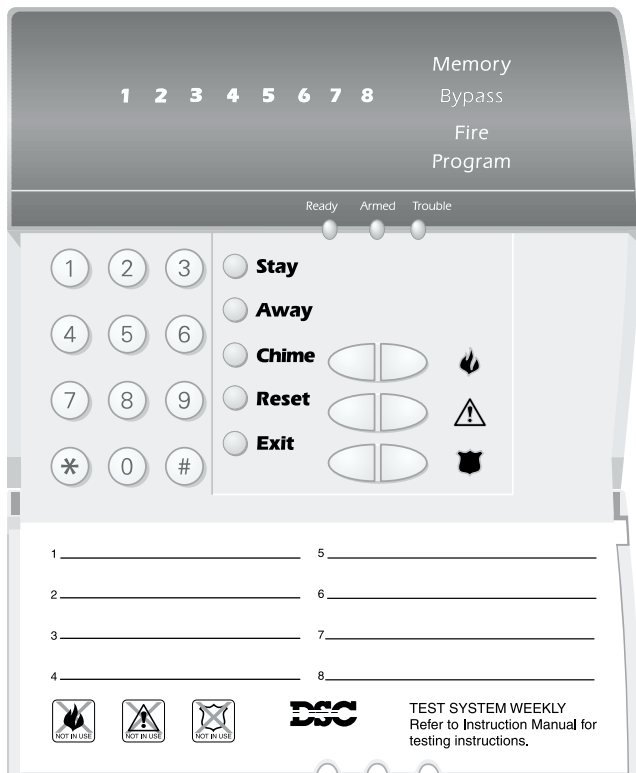 Memory
1 2 3 4 5 6 7 8 Bypass
Fire
Program
Ready Armed Trouble
1 2 3 Stay
Away
4 5 6
Chime
7 8 9 Reset
Exit
* 0 #
1 5
2 6
3 7
4 8
NOT IN USE NOT IN USE NOT IN USE
DSC
TEST SYSTEM WEEKLY
Refer to Instruction Manual for
testing instructions.